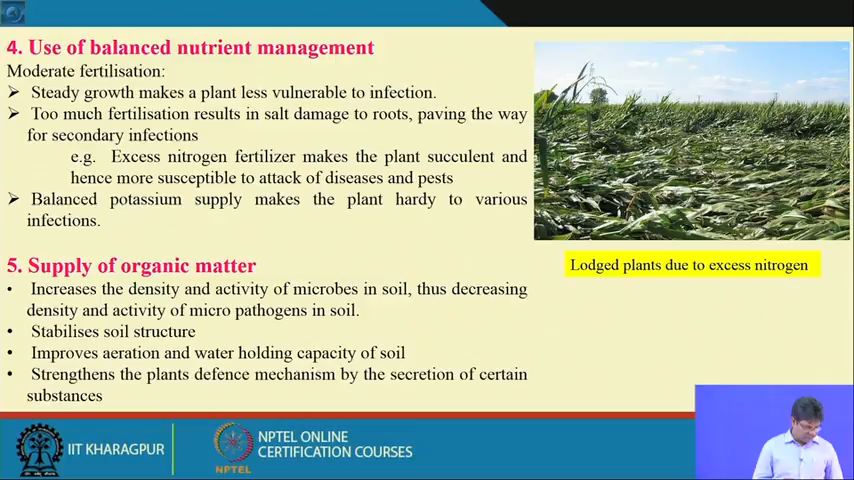 4. Use of balanced nutrient management
Moderate fertilisation:
➢ Steady growth makes a plant less vulnerable to infection.
➢ Too much fertilisation results in salt damage to roots, paving the way
for secondary infections
e.g. Excess nitrogen fertilizer makes the plant succulent and
hence more susceptible to attack of diseases and pests
➢ Balanced potassium supply makes the plant hardy to various
infections.
5. Supply of organic matter
• Increases the density and activity of microbes in soil, thus decreasing
density and activity of micro pathogens in soil.
• Stabilises soil structure
• Improves aeration and water holding capacity of soil
• Strengthens the plants defence mechanism by the secretion of certain
substances
Lodged plants due to excess nitrogen
IIT KHARAGPUR
NPTEL
NPTEL ONLINE
CERTIFICATION COURSES